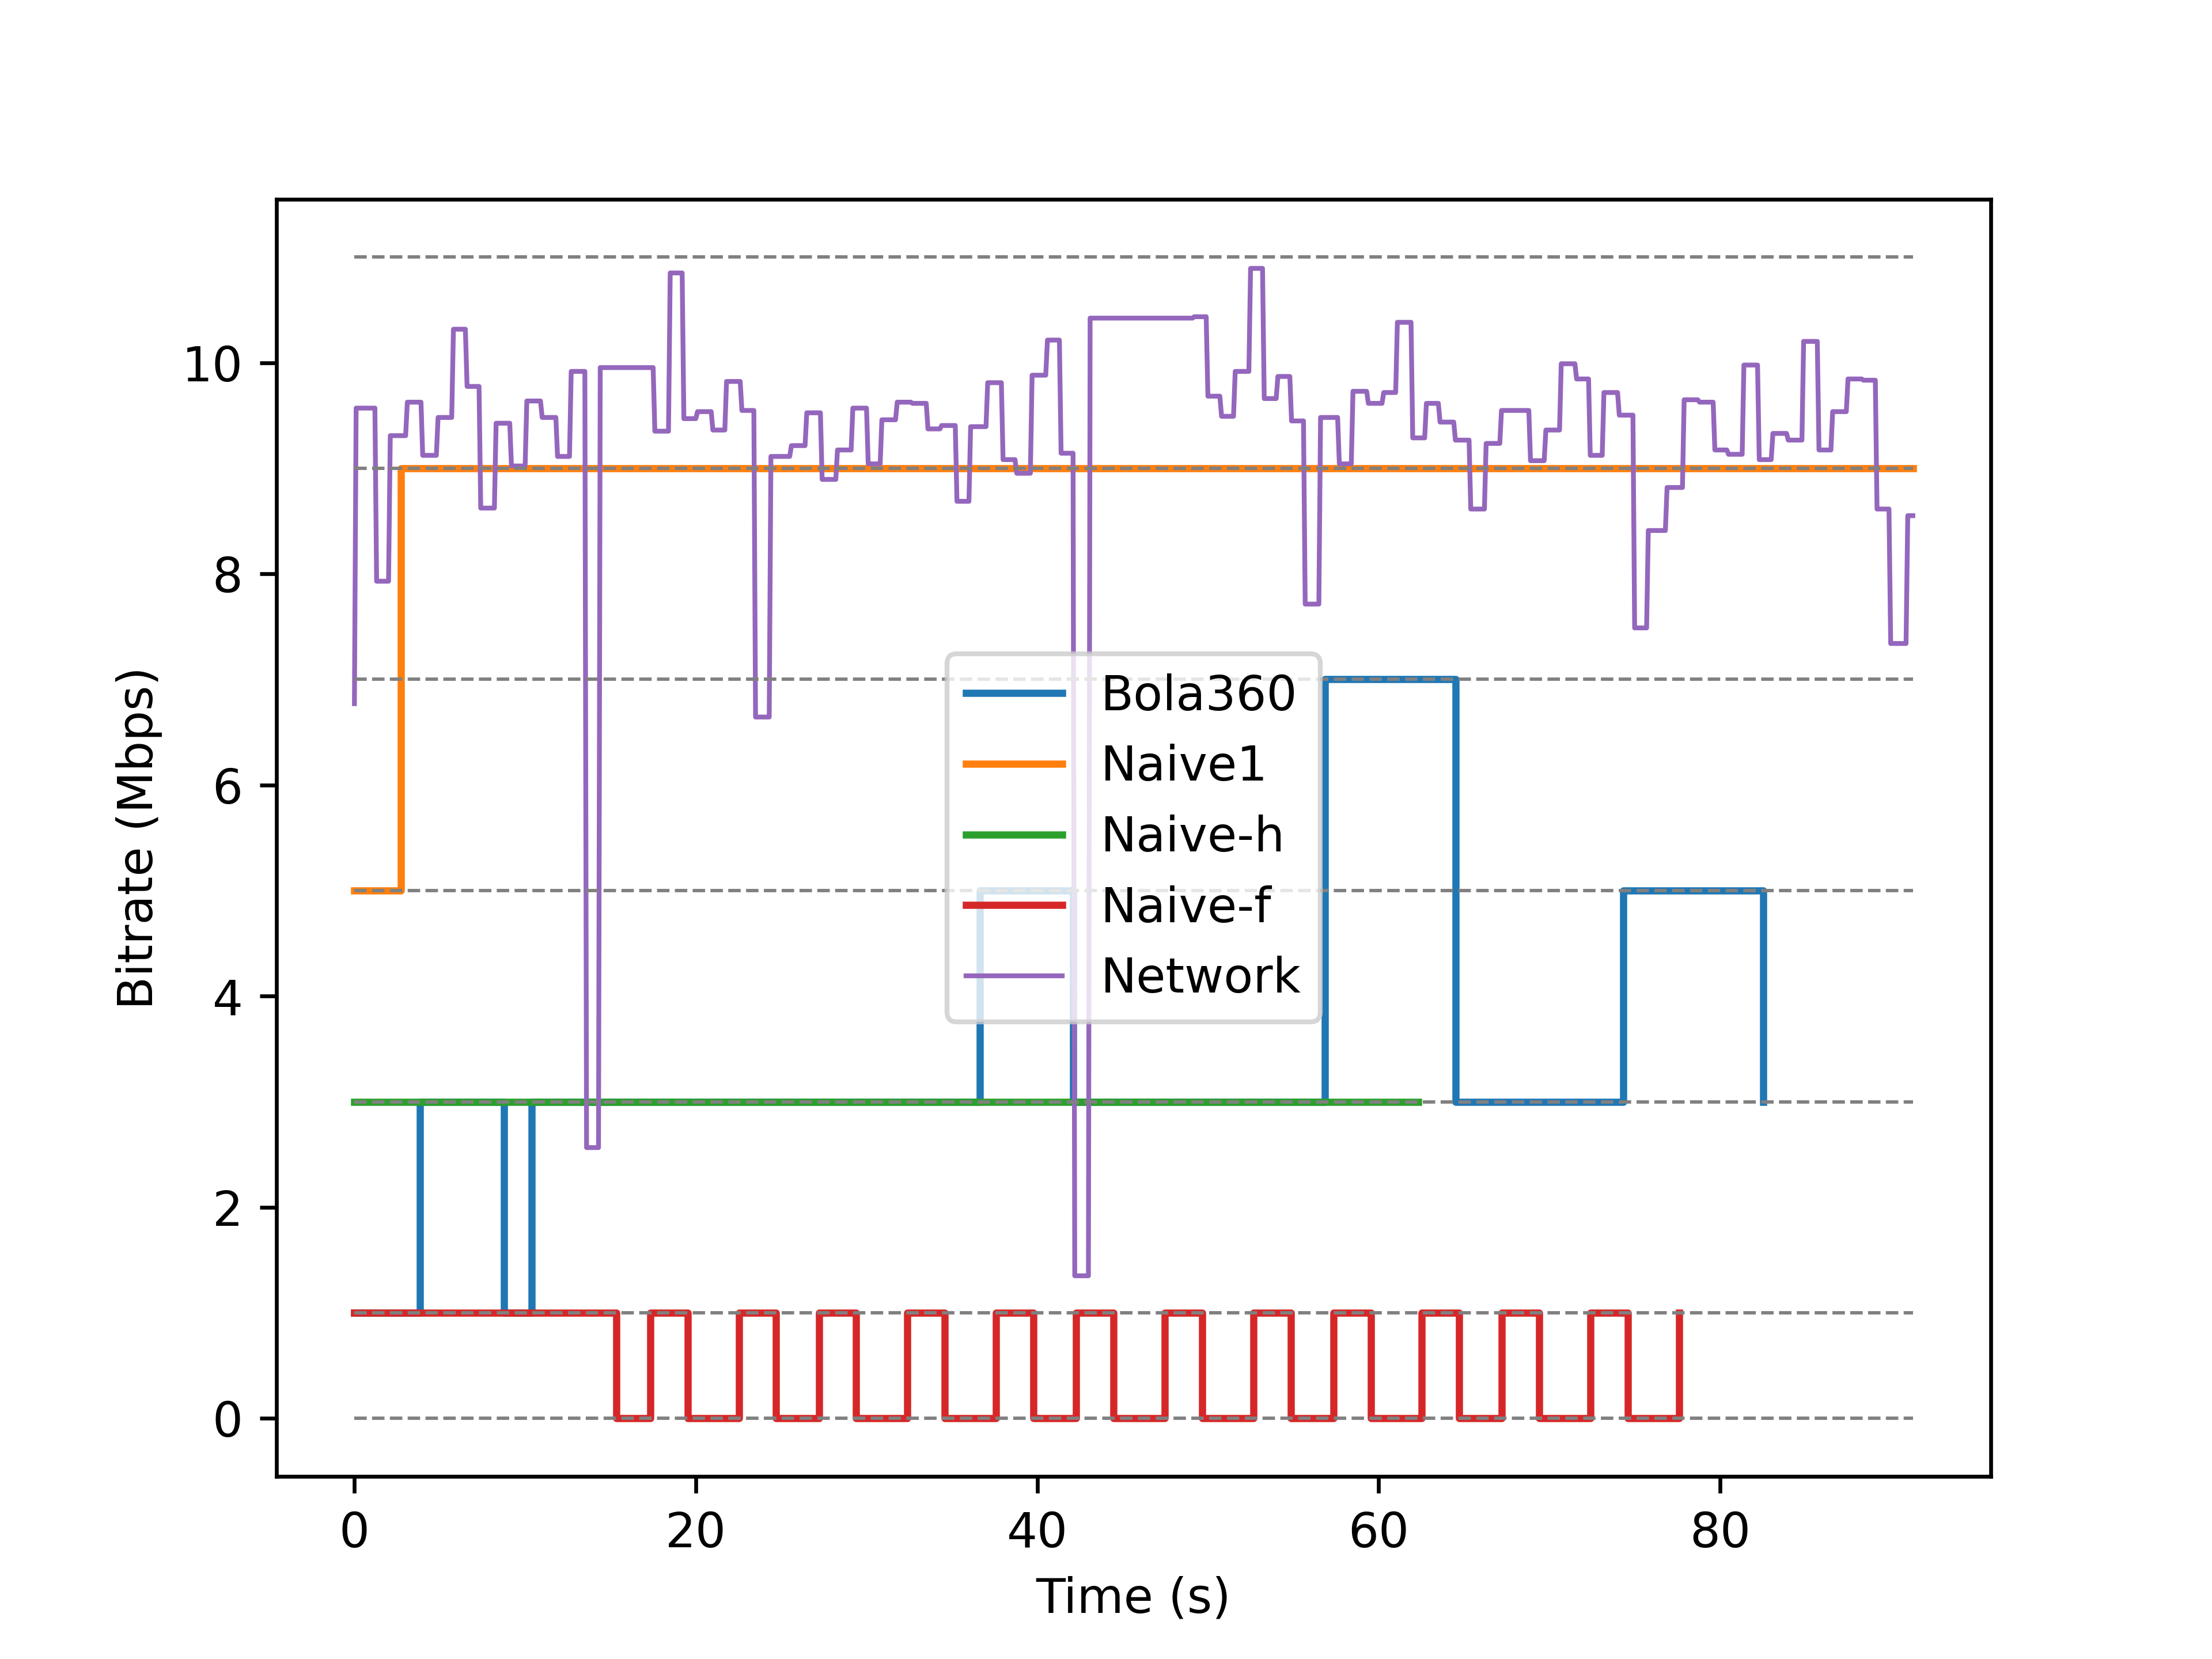 10
8
6
4
2
0
Bitrate (Mbps)
Bola360
Naive1
Naive-h
Naive-f
Network
0 20 40 60 80
Time (s)